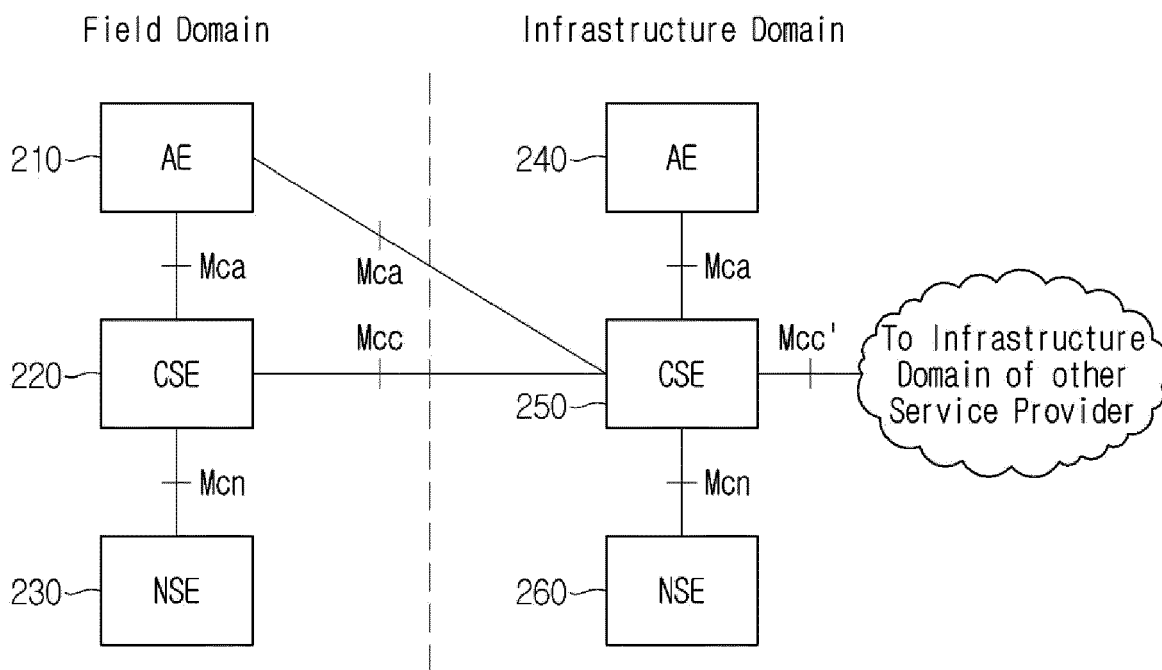 Field Domain
Infrastructure Domain
210
AE
240
AE
Mca
Mca
Mca
Mcc
Mcc'
220
CSE
250
CSE
To Infrastructure
Domain of other
Service Provider
Mcn
Mcn
230
NSE
260
NSE